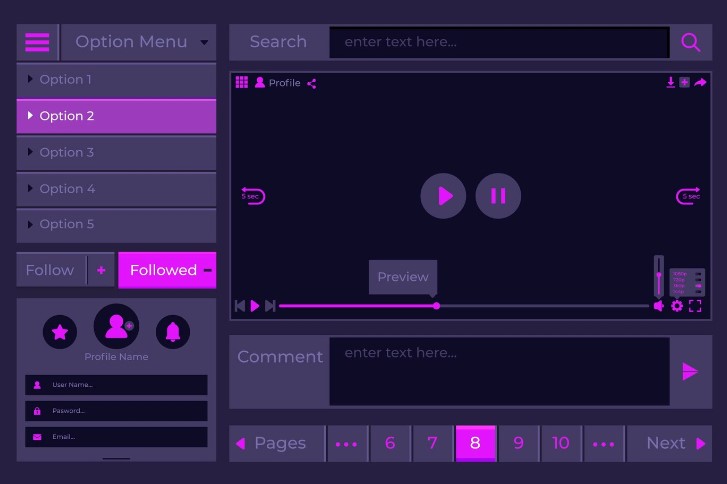 Option Menu
Option 1
Option 2
Option 3
Option 4
Option 5
Follow +
Followed -
Profile Name
User Name...
Pasword...
Email...
Search
enter text here...
Profile
5 sec
5 sec
Preview
Comment
enter text here...
Pages ... 6 7 8 9 10 ... Next